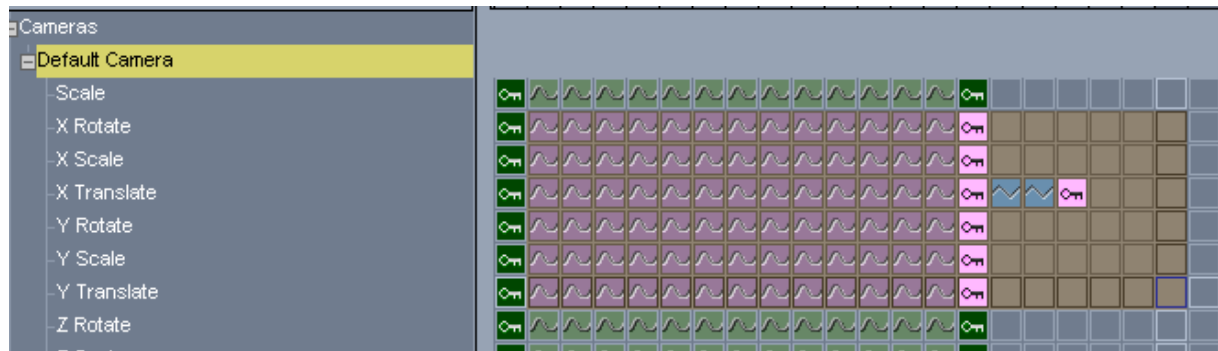 Cameras
Default Camera
Scale
X Rotate
X Scale
X Translate
Y Rotate
Y Scale
Y Translate
Z Rotate